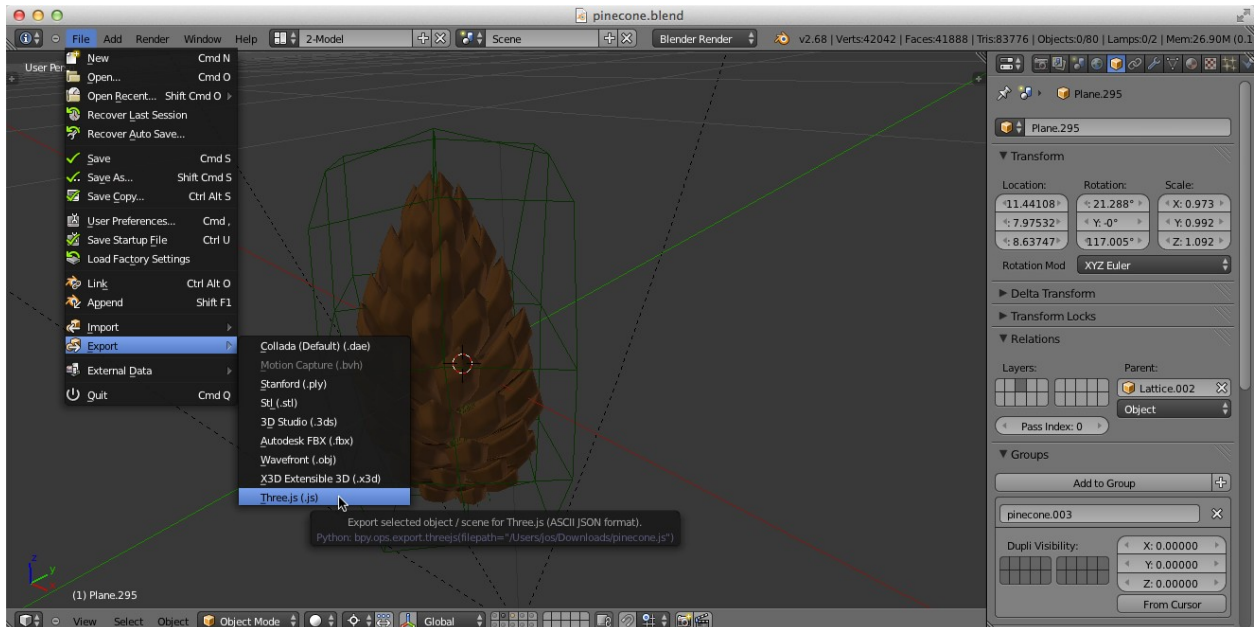 pinecone.blend
File Add Render Window Help 2-Model Scene Blender Render v2.68 | Verts:42042 | Faces:41888 | Tris:83776 | Objects:0/80 | Lamps:0/2 | Mem:26.90M (0.1
User Per
New Cmd N
Open... Cmd O
Open Recent... Shift Cmd O
Recover Last Session
Recover Auto Save...
Save Cmd S
Save As... Shift Cmd S
Save Copy... Ctrl Alt S
User Preferences... Cmd ,
Save Startup File Ctrl U
Load Factory Settings
Link Ctrl Alt O
Append Shift F1
Import
Export
External Data
Quit Cmd Q
Collada (Default) (.dae)
Motion Capture (.bvh)
Stanford (.ply)
Stl (.stl)
3D Studio (.3ds)
Autodesk FBX (.fbx)
Wavefront (.obj)
X3D Extensible 3D (.x3d)
Three.js (.js)
Export selected object / scene for Three.js (ASCII JSON format).
Python: bpy.ops.export.threejs(filepath="/Users/jos/Downloads/pinecone.js")
z
y
(1) Plane.295
View Select Object Object Mode Global
Plane.295
Plane.295
Transform
Location: Rotation: Scale:
11.44108 : 21.288° X: 0.973
: 7.97532 Y: -0° Y: 0.992
: 8.63747 117.005° Z: 1.092
Rotation Mod XYZ Euler
Delta Transform
Transform Locks
Relations
Layers: Parent:
Lattice.002
Object
Pass Index: 0
Groups
Add to Group
pinecone.003
Dupli Visibility: X: 0.00000
Y: 0.00000
Z: 0.00000
From Cursor